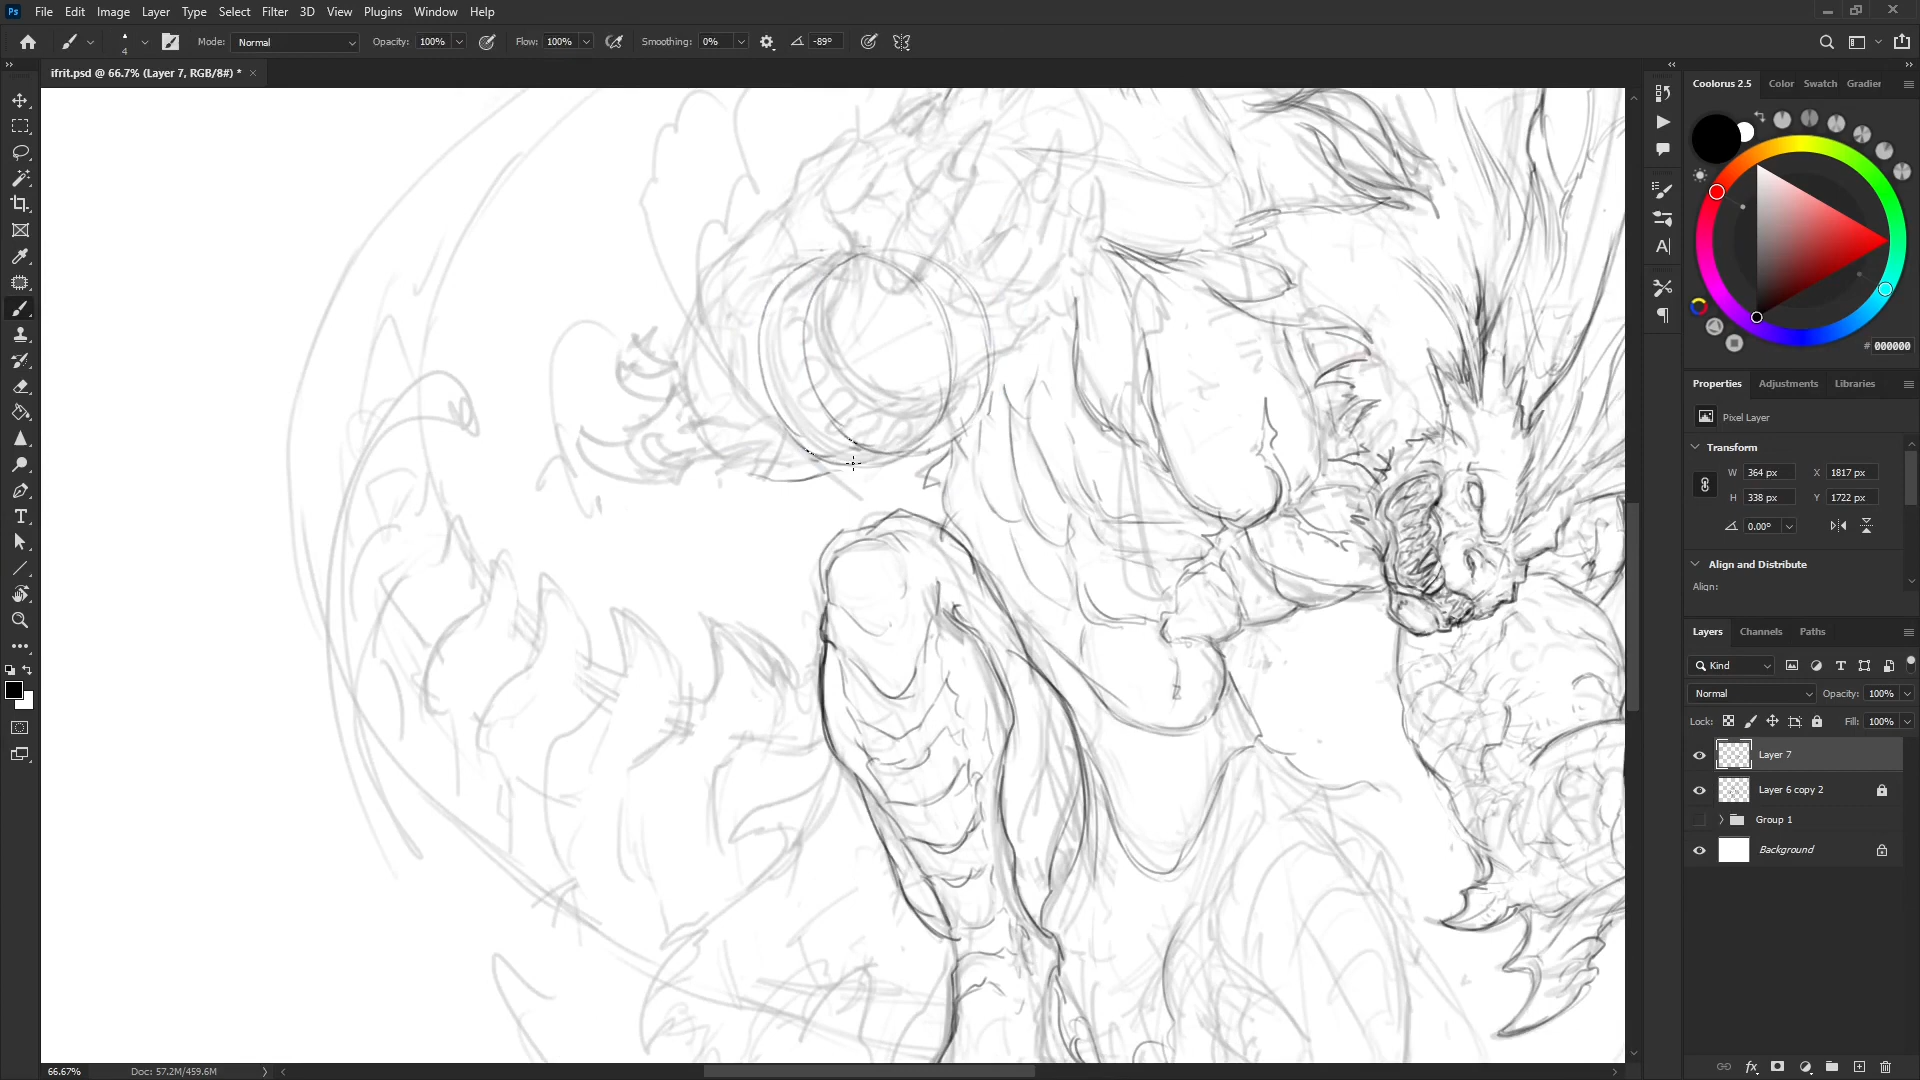 Ps File Edit Image Layer Type Select Filter 3D View Plugins Window Help
4 Mode: Normal Opacity: 100% Flow: 100% Smoothing: 0% -89°
ifrit.psd @ 66.7% (Layer 7, RGB/8#) *
Coolorus 2.5 Color Swatch Gradier
# 000000
Properties Adjustments Libraries
Pixel Layer
Transform
W 364 px X 1817 px
H 338 px Y 1722 px
0.00°
Align and Distribute
Align:
Layers Channels Paths
Kind
Normal Opacity: 100%
Lock: Fill: 100%
Layer 7
Layer 6 copy 2
Group 1
Background
66.67% Doc: 57.2M/459.6M